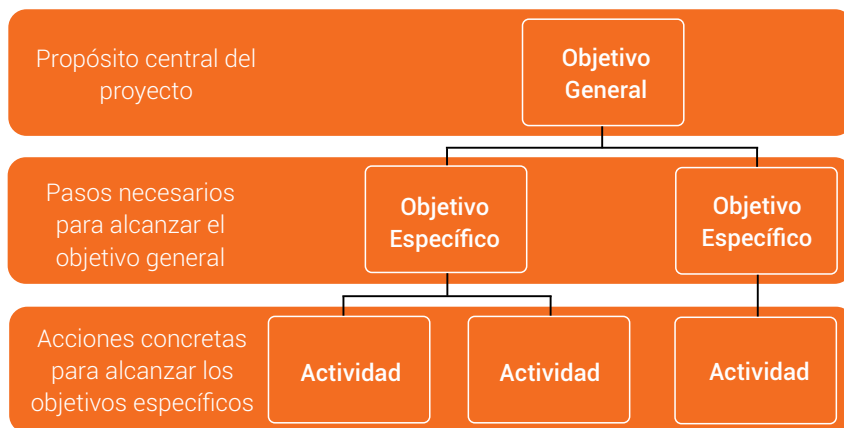 Propósito central del
proyecto
Objetivo
General
Pasos necesarios
para alcanzar el
objetivo general
Objetivo
Específico
Objetivo
Específico
Acciones concretas
para alcanzar los
objetivos específicos
Actividad
Actividad
Actividad